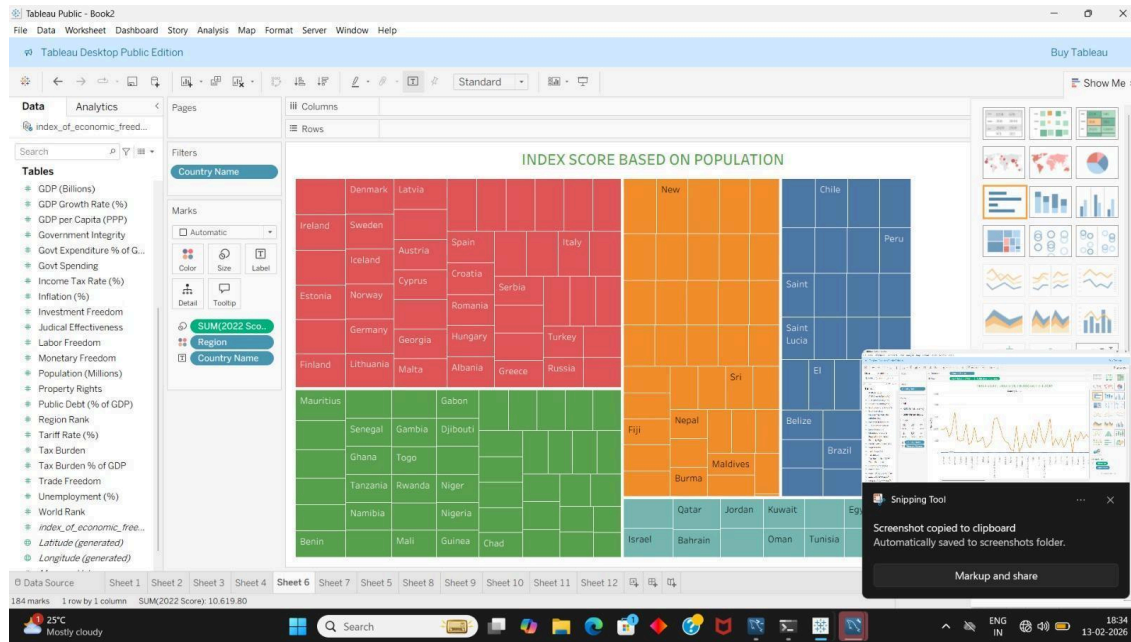 Tableau Public - Book2
File Data Worksheet Dashboard Story Analysis Map Format Server Window Help
Tableau Desktop Public Edition
Buy Tableau
Standard
Show Me
Data Analytics
Pages
Columns
index_of_economic_freed...
Rows
Search
Filters
Country Name
Tables
GDP (Billions)
GDP Growth Rate (%)
GDP per Capita (PPP)
Government Integrity
Govt Expenditure % of G...
Govt Spending
Income Tax Rate (%)
Inflation (%)
Investment Freedom
Judical Effectiveness
Labor Freedom
Monetary Freedom
Population (Millions)
Property Rights
Public Debt (% of GDP)
Region Rank
Tariff Rate (%)
Tax Burden
Tax Burden % of GDP
Trade Freedom
Unemployment (%)
World Rank
index_of_economic_free...
Latitude (generated)
Longitude (generated)
Marks
Automatic
Color Size Label
Detail Tooltip
SUM(2022 Sco..
Region
Country Name
INDEX SCORE BASED ON POPULATION
Denmark Latvia
Ireland Sweden
Spain Italy
Iceland Austria
Croatia
Cyprus
Estonia Norway
Serbia
Romania
Germany
Georgia Hungary Turkey
Finland Lithuania Malta Albania Greece Russia
New
Sri
Fiji Nepal
Maldives
Burma
Chile
Peru
Saint
Saint
Lucia
El
Belize
Brazil
Mauritius Gabon
Senegal Gambia Djibouti
Ghana Togo
Tanzania Rwanda Niger
Namibia Nigeria
Benin Mali Guinea Chad
Qatar Jordan Kuwait
Israel Bahrain Oman Tunisia
Snipping Tool
Screenshot copied to clipboard
Automatically saved to screenshots folder.
Markup and share
Data Source Sheet 1 Sheet 2 Sheet 3 Sheet 4 Sheet 6 Sheet 7 Sheet 5 Sheet 8 Sheet 9 Sheet 10 Sheet 11 Sheet 12
184 marks 1 row by 1 column SUM(2022 Score): 10,619.80
1
25°C
Mostly cloudy
Search
ENG
IN
18:34
13-02-2026